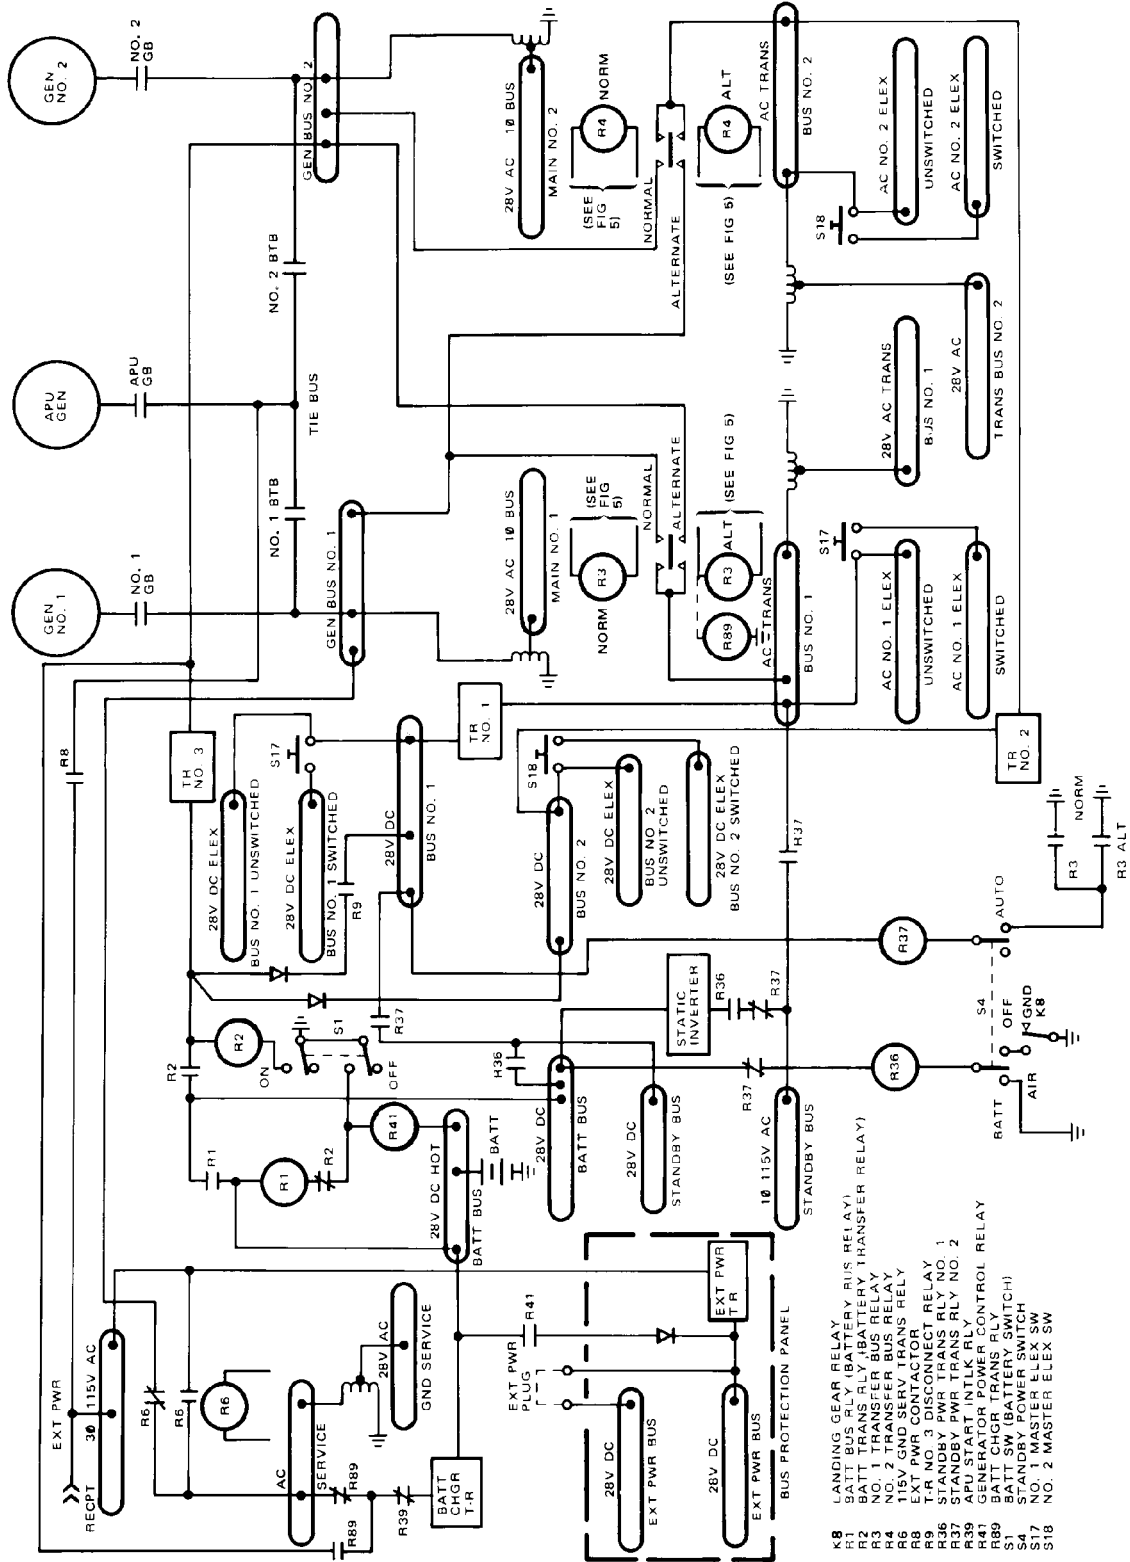 GEN
NO. 2
NO. 2
GB
APU
GEN
APU
GB
GEN
NO. 1
NO. 1
GB
GEN BUS NO. 2
NO. 2 BTB
TIE BUS
NO. 1 BTB
GEN BUS NO. 1
28V AC 10 BUS
MAIN NO. 2
28V AC 10 BUS
MAIN NO. 1
(SEE
FIG
5)
R4
NORM
NORMAL
ALTERNATE
R4
ALT
(SEE FIG 5)
(SEE
FIG
5)
R3
NORM
NORMAL
ALTERNATE
R89
R3
ALT
(SEE FIG 5)
AC TRANS
BUS NO. 2
AC TRANS
BUS NO. 1
S18
AC NO. 2 ELEX
UNSWITCHED
AC NO. 2 ELEX
SWITCHED
28V AC TRANS
BUS NO. 1
28V AC
TRANS BUS NO. 2
S17
AC NO. 1 ELEX
UNSWITCHED
AC NO. 1 ELEX
SWITCHED
EXT PWR
RECPT
30 115V AC
R8
TR
NO. 3
28V DC ELEX
BUS NO. 1 UNSWITCHED
S17
28V DC ELEX
BUS NO. 1 SWITCHED
R9
28V DC
BUS NO. 1
TR
NO. 1
S18
28V DC
BUS NO. 2
28V DC ELEX
BUS NO 2
UNSWITCHED
28V DC ELEX
BUS NO. 2 SWITCHED
TR
NO. 2
R2
R2
ON
S1
OFF
R37
R1
R1
R2
R41
28V DC HOT
BATT BUS
BATT
R36
28V DC
BATT BUS
28V DC
STANDBY BUS
STATIC
INVERTER
R36
R37
R37
R37
10 115V AC
STANDBY BUS
R36
R37
BATT
AIR
OFF
GND
K8
S4
AUTO
R3
NORM
R3 ALT
R6
R6
R6
AC
SERVICE
28V AC
GND SERVICE
R89
R89
R39
BATT
CHGR
T-R
EXT PWR
PLUG
R41
28V DC
EXT PWR BUS
28V DC
EXT PWR BUS
EXT PWR
T R
BUS PROTECTION PANEL
K8 LANDING GEAR RELAY
R1 BATT BUS RLY (BATTERY BUS RELAY)
R2 BATT TRANS RLY (BATTERY TRANSFER RELAY)
R3 NO. 1 TRANSFER BUS RELAY
R4 NO. 2 TRANSFER BUS RELAY
R6 115V GND SERV TRANS RELY
R8 EXT PWR CONTACTOR
R9 T-R NO. 3 DISCONNECT RELAY
R36 STANDBY PWR TRANS RLY NO. 1
R37 STANDBY PWR TRANS RLY NO. 2
R39 APU START INTLK RLY
R41 GENERATOR POWER CONTROL RELAY
R89 BATT CHGR TRANS RLY
S1 BATT SW (BATTERY SWITCH)
S4 STANDBY POWER SWITCH
S17 NO. 1 MASTER ELEX SW
S18 NO. 2 MASTER ELEX SW